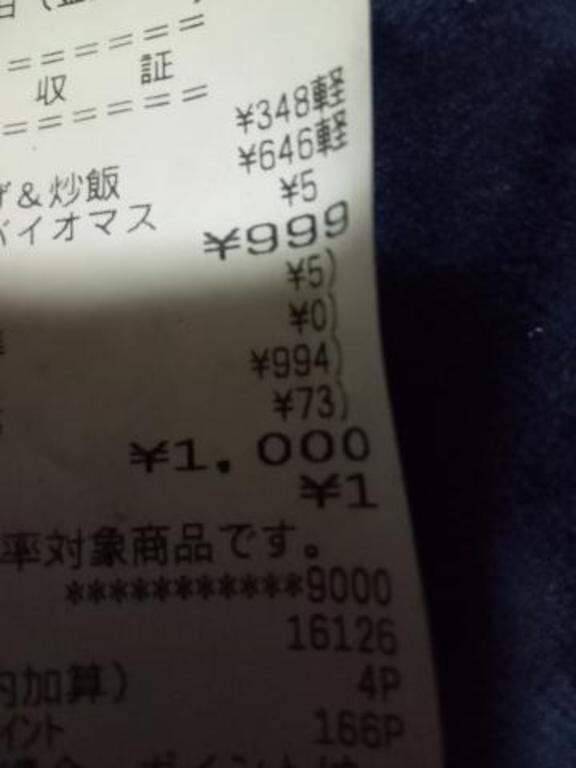 ======
収 証
======
¥348軽
¥646軽
&炒飯 ¥5
バイオマス
¥999
¥5)
¥0)
¥994)
¥73)
¥1,000
¥1
率対象商品です。
***********9000
16126
内加算) 4P
イント 166P